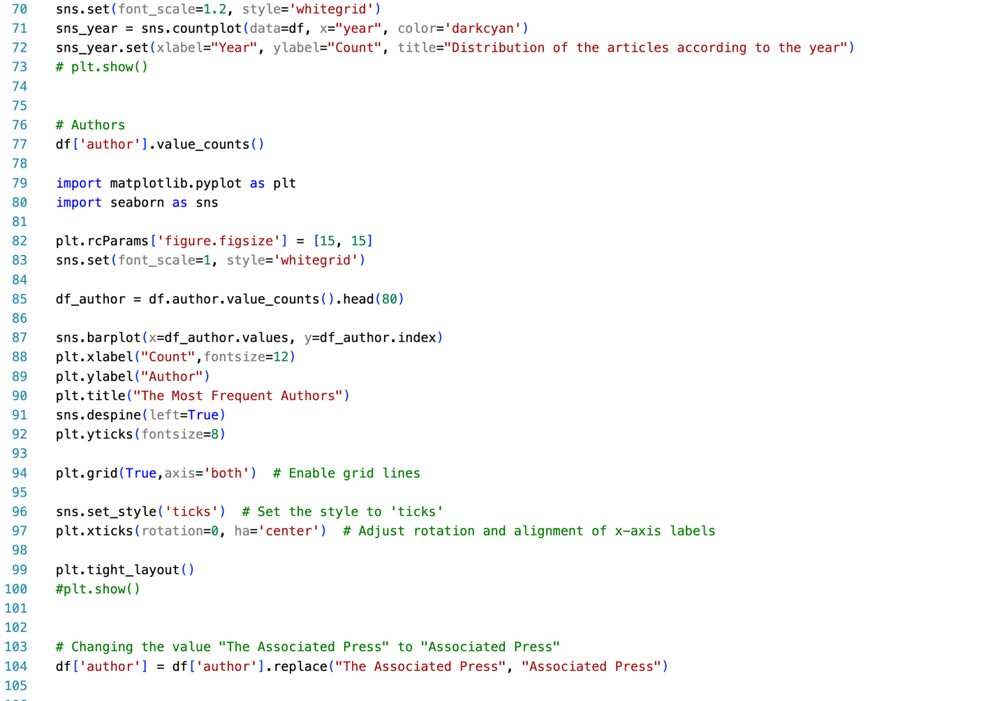 70 sns.set(font_scale=1.2, style='whitegrid')
71 sns_year = sns.countplot(data=df, x="year", color='darkcyan')
72 sns_year.set(xlabel="Year", ylabel="Count", title="Distribution of the articles according to the year")
73 # plt.show()
74
75
76 # Authors
77 df['author'].value_counts()
78
79 import matplotlib.pyplot as plt
80 import seaborn as sns
81
82 plt.rcParams['figure.figsize'] = [15, 15]
83 sns.set(font_scale=1, style='whitegrid')
84
85 df_author = df.author.value_counts().head(80)
86
87 sns.barplot(x=df_author.values, y=df_author.index)
88 plt.xlabel("Count",fontsize=12)
89 plt.ylabel("Author")
90 plt.title("The Most Frequent Authors")
91 sns.despine(left=True)
92 plt.yticks(fontsize=8)
93
94 plt.grid(True,axis='both')  # Enable grid lines
95
96 sns.set_style('ticks')  # Set the style to 'ticks'
97 plt.xticks(rotation=0, ha='center')  # Adjust rotation and alignment of x-axis labels
98
99 plt.tight_layout()
100 #plt.show()
101
102
103 # Changing the value "The Associated Press" to "Associated Press"
104 df['author'] = df['author'].replace("The Associated Press", "Associated Press")
105